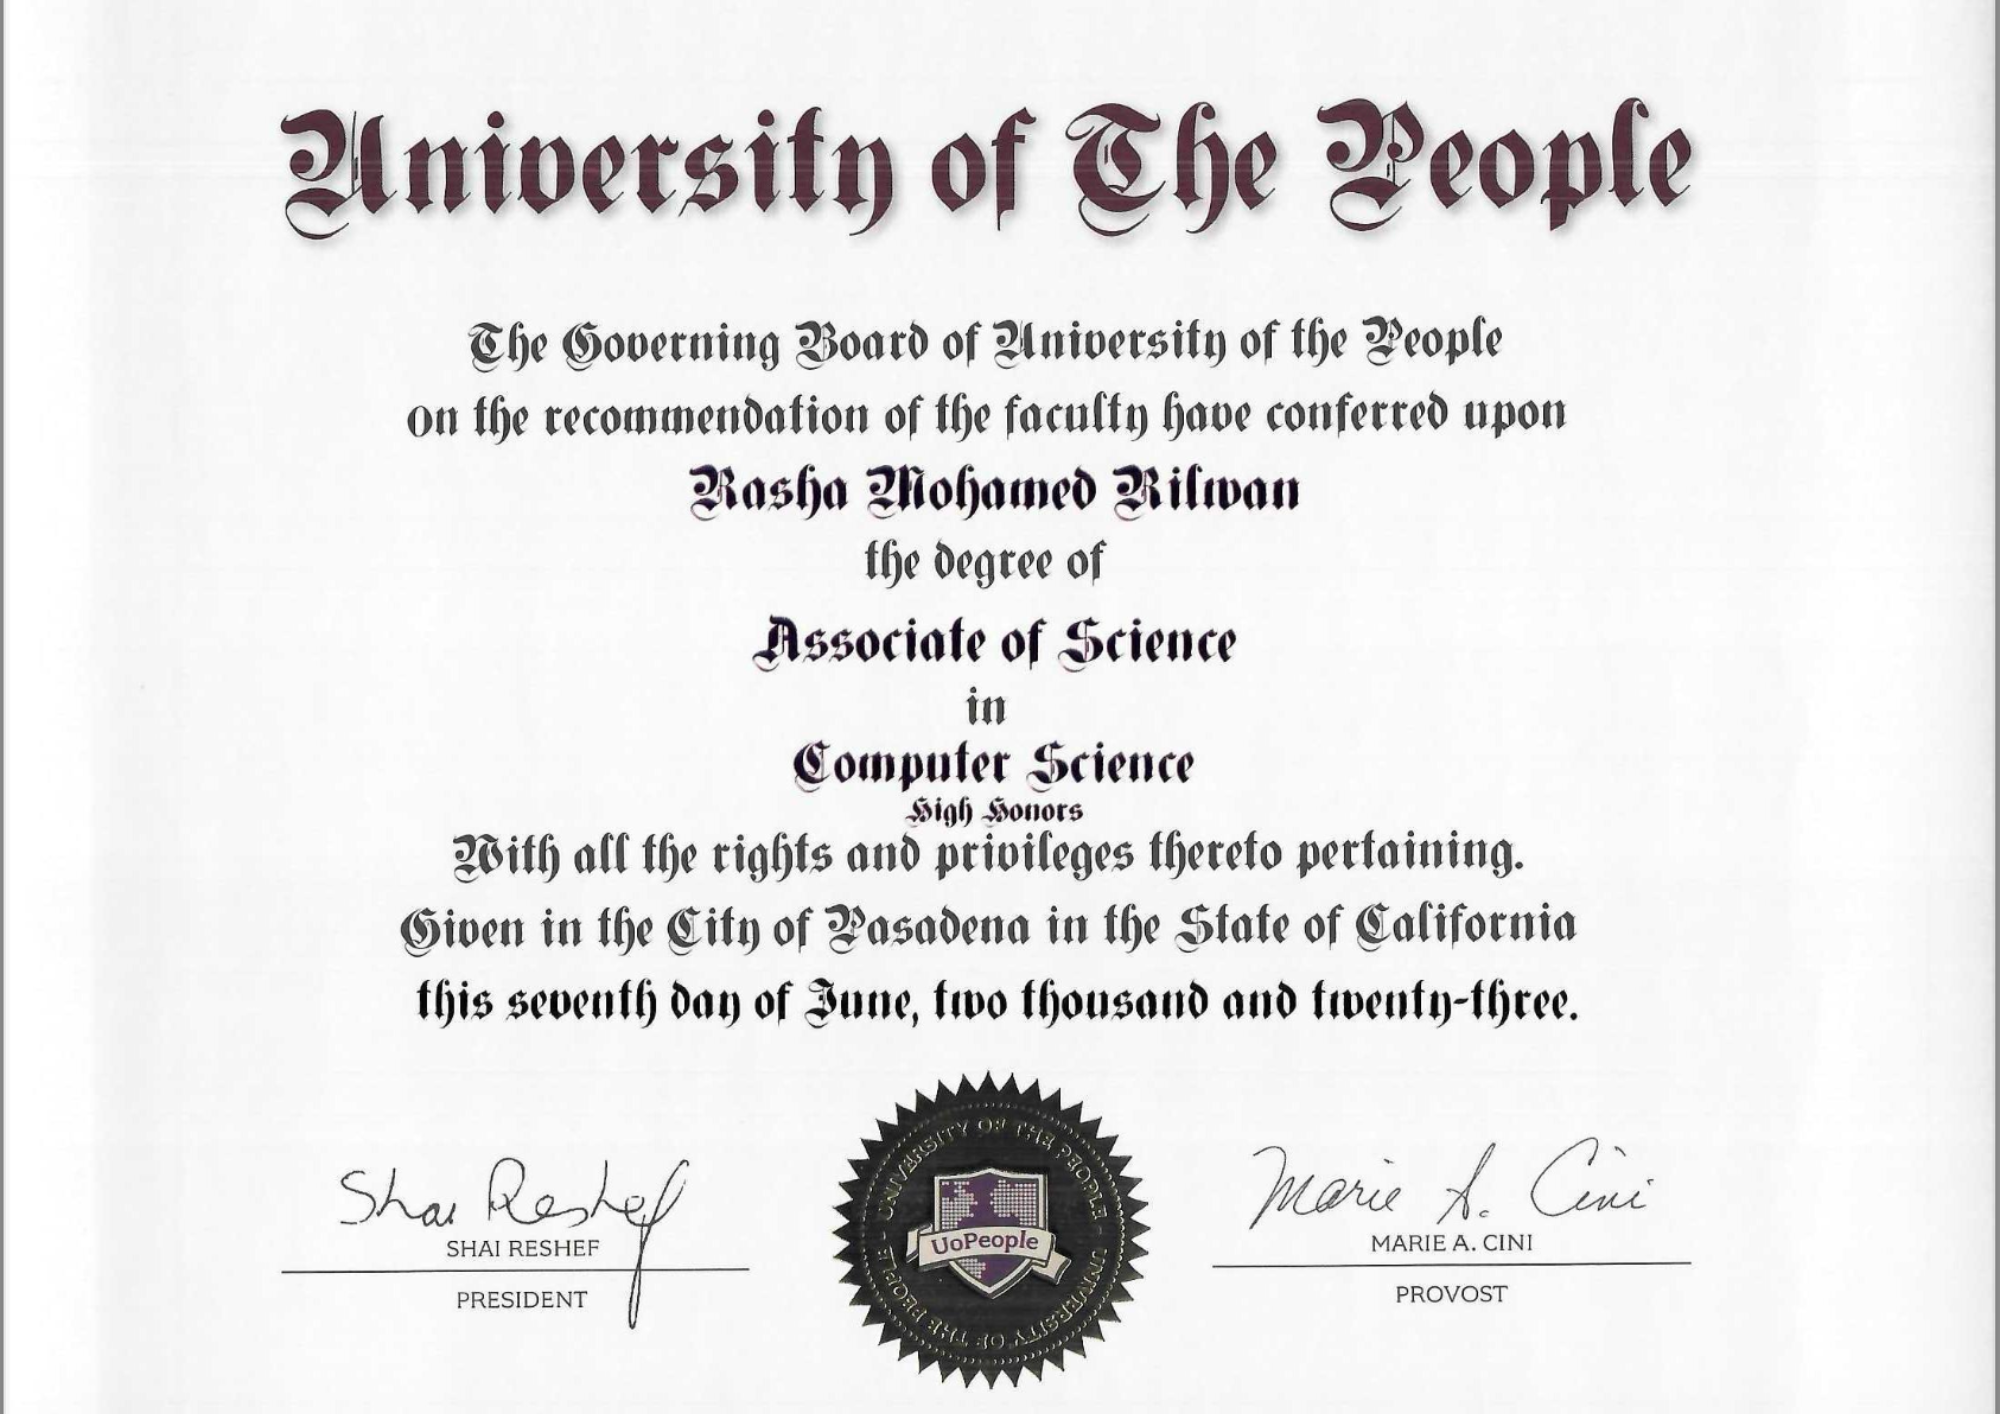 University of The People
The Governing Board of University of the People
on the recommendation of the faculty have conferred upon
Rasha Mohamed Rilwan
the degree of
Associate of Science
in
Computer Science
High Honors
With all the rights and privileges thereto pertaining.
Given in the City of Pasadena in the State of California
this seventh day of June, two thousand and twenty-three.
Shai Reshef
SHAI RESHEF
PRESIDENT
UNIVERSITY OF THE PEOPLE - UNIVERSITY OF THE PEOPLE -
UoPeople
Marie A. Cini
MARIE A. CINI
PROVOST